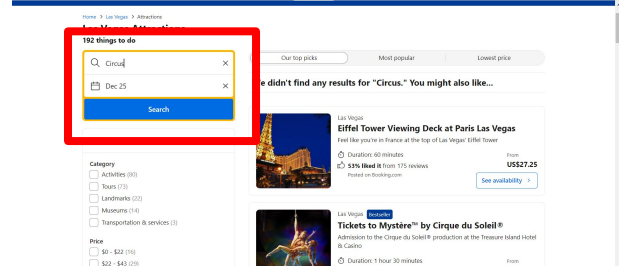 Home > Las Vegas > Attractions
Las Vegas Attractions
192 things to do
Circus
Dec 25
Search
Our top picks
Most popular
Lowest price
e didn't find any results for "Circus." You might also like...
Las Vegas
Eiffel Tower Viewing Deck at Paris Las Vegas
Feel like you're in France at the top of Las Vegas' Eiffel Tower
Duration: 60 minutes
53% liked it from 175 reviews
Posted on Booking.com
From
US$27.25
See availability >
Las Vegas Bestseller
Tickets to Mystère™ by Cirque du Soleil®
Admission to the Cirque du Soleil® production at the Treasure Island Hotel
& Casino
Duration: 1 hour 30 minutes
From
Category
Activities (80)
Tours (73)
Landmarks (22)
Museums (14)
Transportation & services (3)
Price
$0 - $22 (16)
$22 - $43 (29)